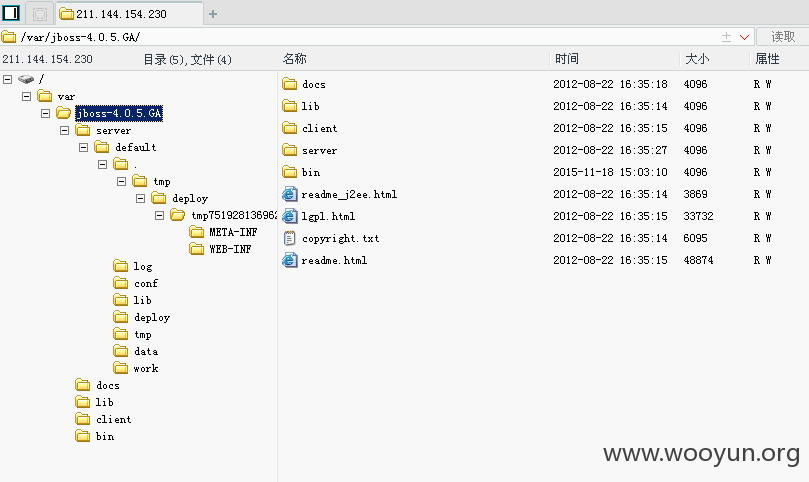 211.144.154.230
/var/jboss-4.0.5.GA/
读取
211.144.154.230 目录(5),文件(4) 名称 时间 大小 属性
/
var
jboss-4.0.5.GA
server
default
.
tmp
deploy
tmp75192813696
META-INF
WEB-INF
log
conf
lib
deploy
tmp
data
work
docs
lib
client
bin
docs 2012-08-22 16:35:18 4096 R W
lib 2012-08-22 16:35:14 4096 R W
client 2012-08-22 16:35:15 4096 R W
server 2012-08-22 16:35:27 4096 R W
bin 2015-11-18 15:03:10 4096 R W
readme_j2ee.html 2012-08-22 16:35:14 3869 R W
lgpl.html 2012-08-22 16:35:15 33732 R W
copyright.txt 2012-08-22 16:35:14 6095 R W
readme.html 2012-08-22 16:35:15 48874 R W
www.wooyun.org